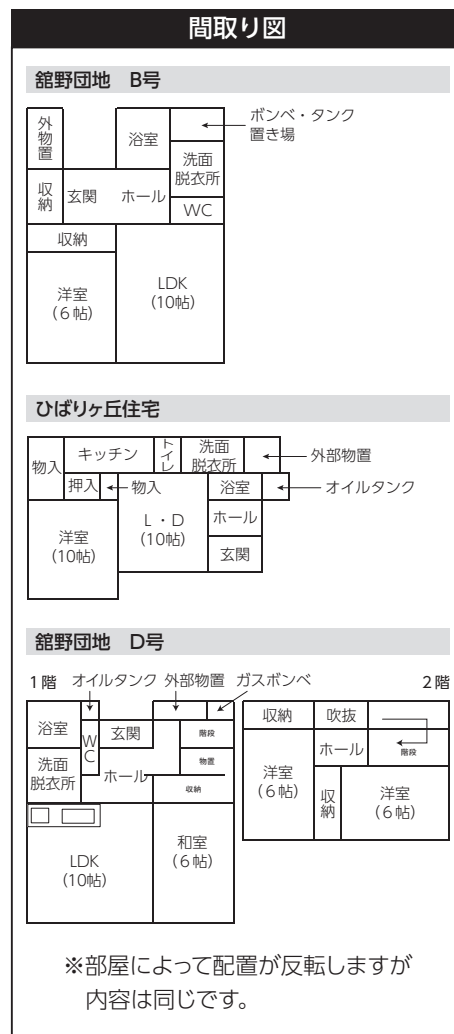 間取り図
舘野団地　B号
外物置
浴室
ボンベ・タンク
置き場
洗面
脱衣所
収納
玄関
ホール
WC
収納
洋室
(6帖)
LDK
(10帖)
ひばりヶ丘住宅
物入
キッチン
トイレ
洗面
脱衣所
外部物置
押入
物入
浴室
オイルタンク
洋室
(10帖)
L・D
(10帖)
ホール
玄関
舘野団地　D号
1階
オイルタンク
外部物置
ガスボンベ
2階
浴室
WC
玄関
階段
洗面
脱衣所
ホール
物置
収納
LDK
(10帖)
和室
(6帖)
収納
吹抜
ホール
階段
洋室
(6帖)
収納
洋室
(6帖)
※部屋によって配置が反転しますが
内容は同じです。